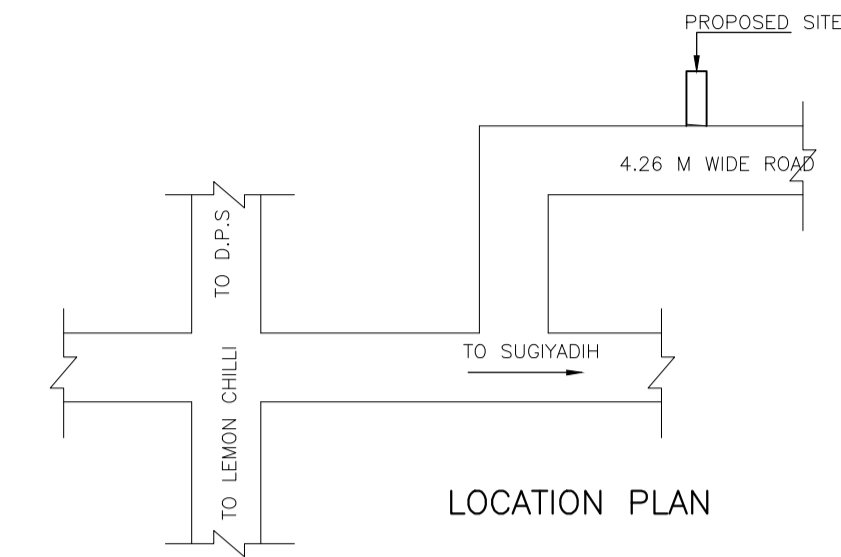 PROPOSED SITE
4.26 M WIDE ROAD
TO D.P.S
TO SUGIYADIH
TO LEMON CHILLI
LOCATION PLAN